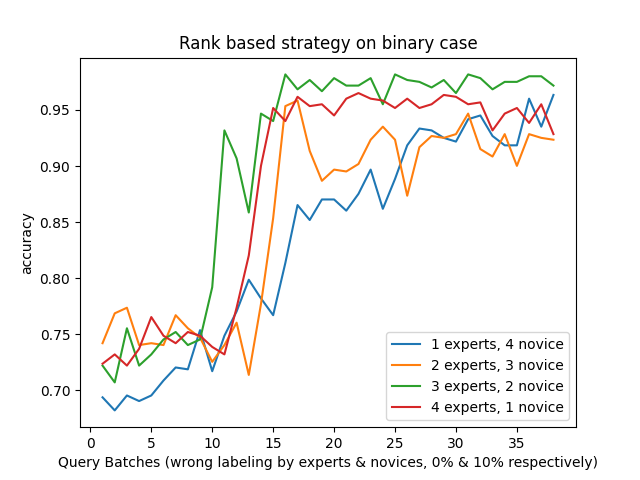 Rank based strategy on binary case
accuracy
0.95
0.90
0.85
0.80
0.75
0.70
1 experts, 4 novice
2 experts, 3 novice
3 experts, 2 novice
4 experts, 1 novice
0 5 10 15 20 25 30 35
Query Batches (wrong labeling by experts & novices, 0% & 10% respectively)